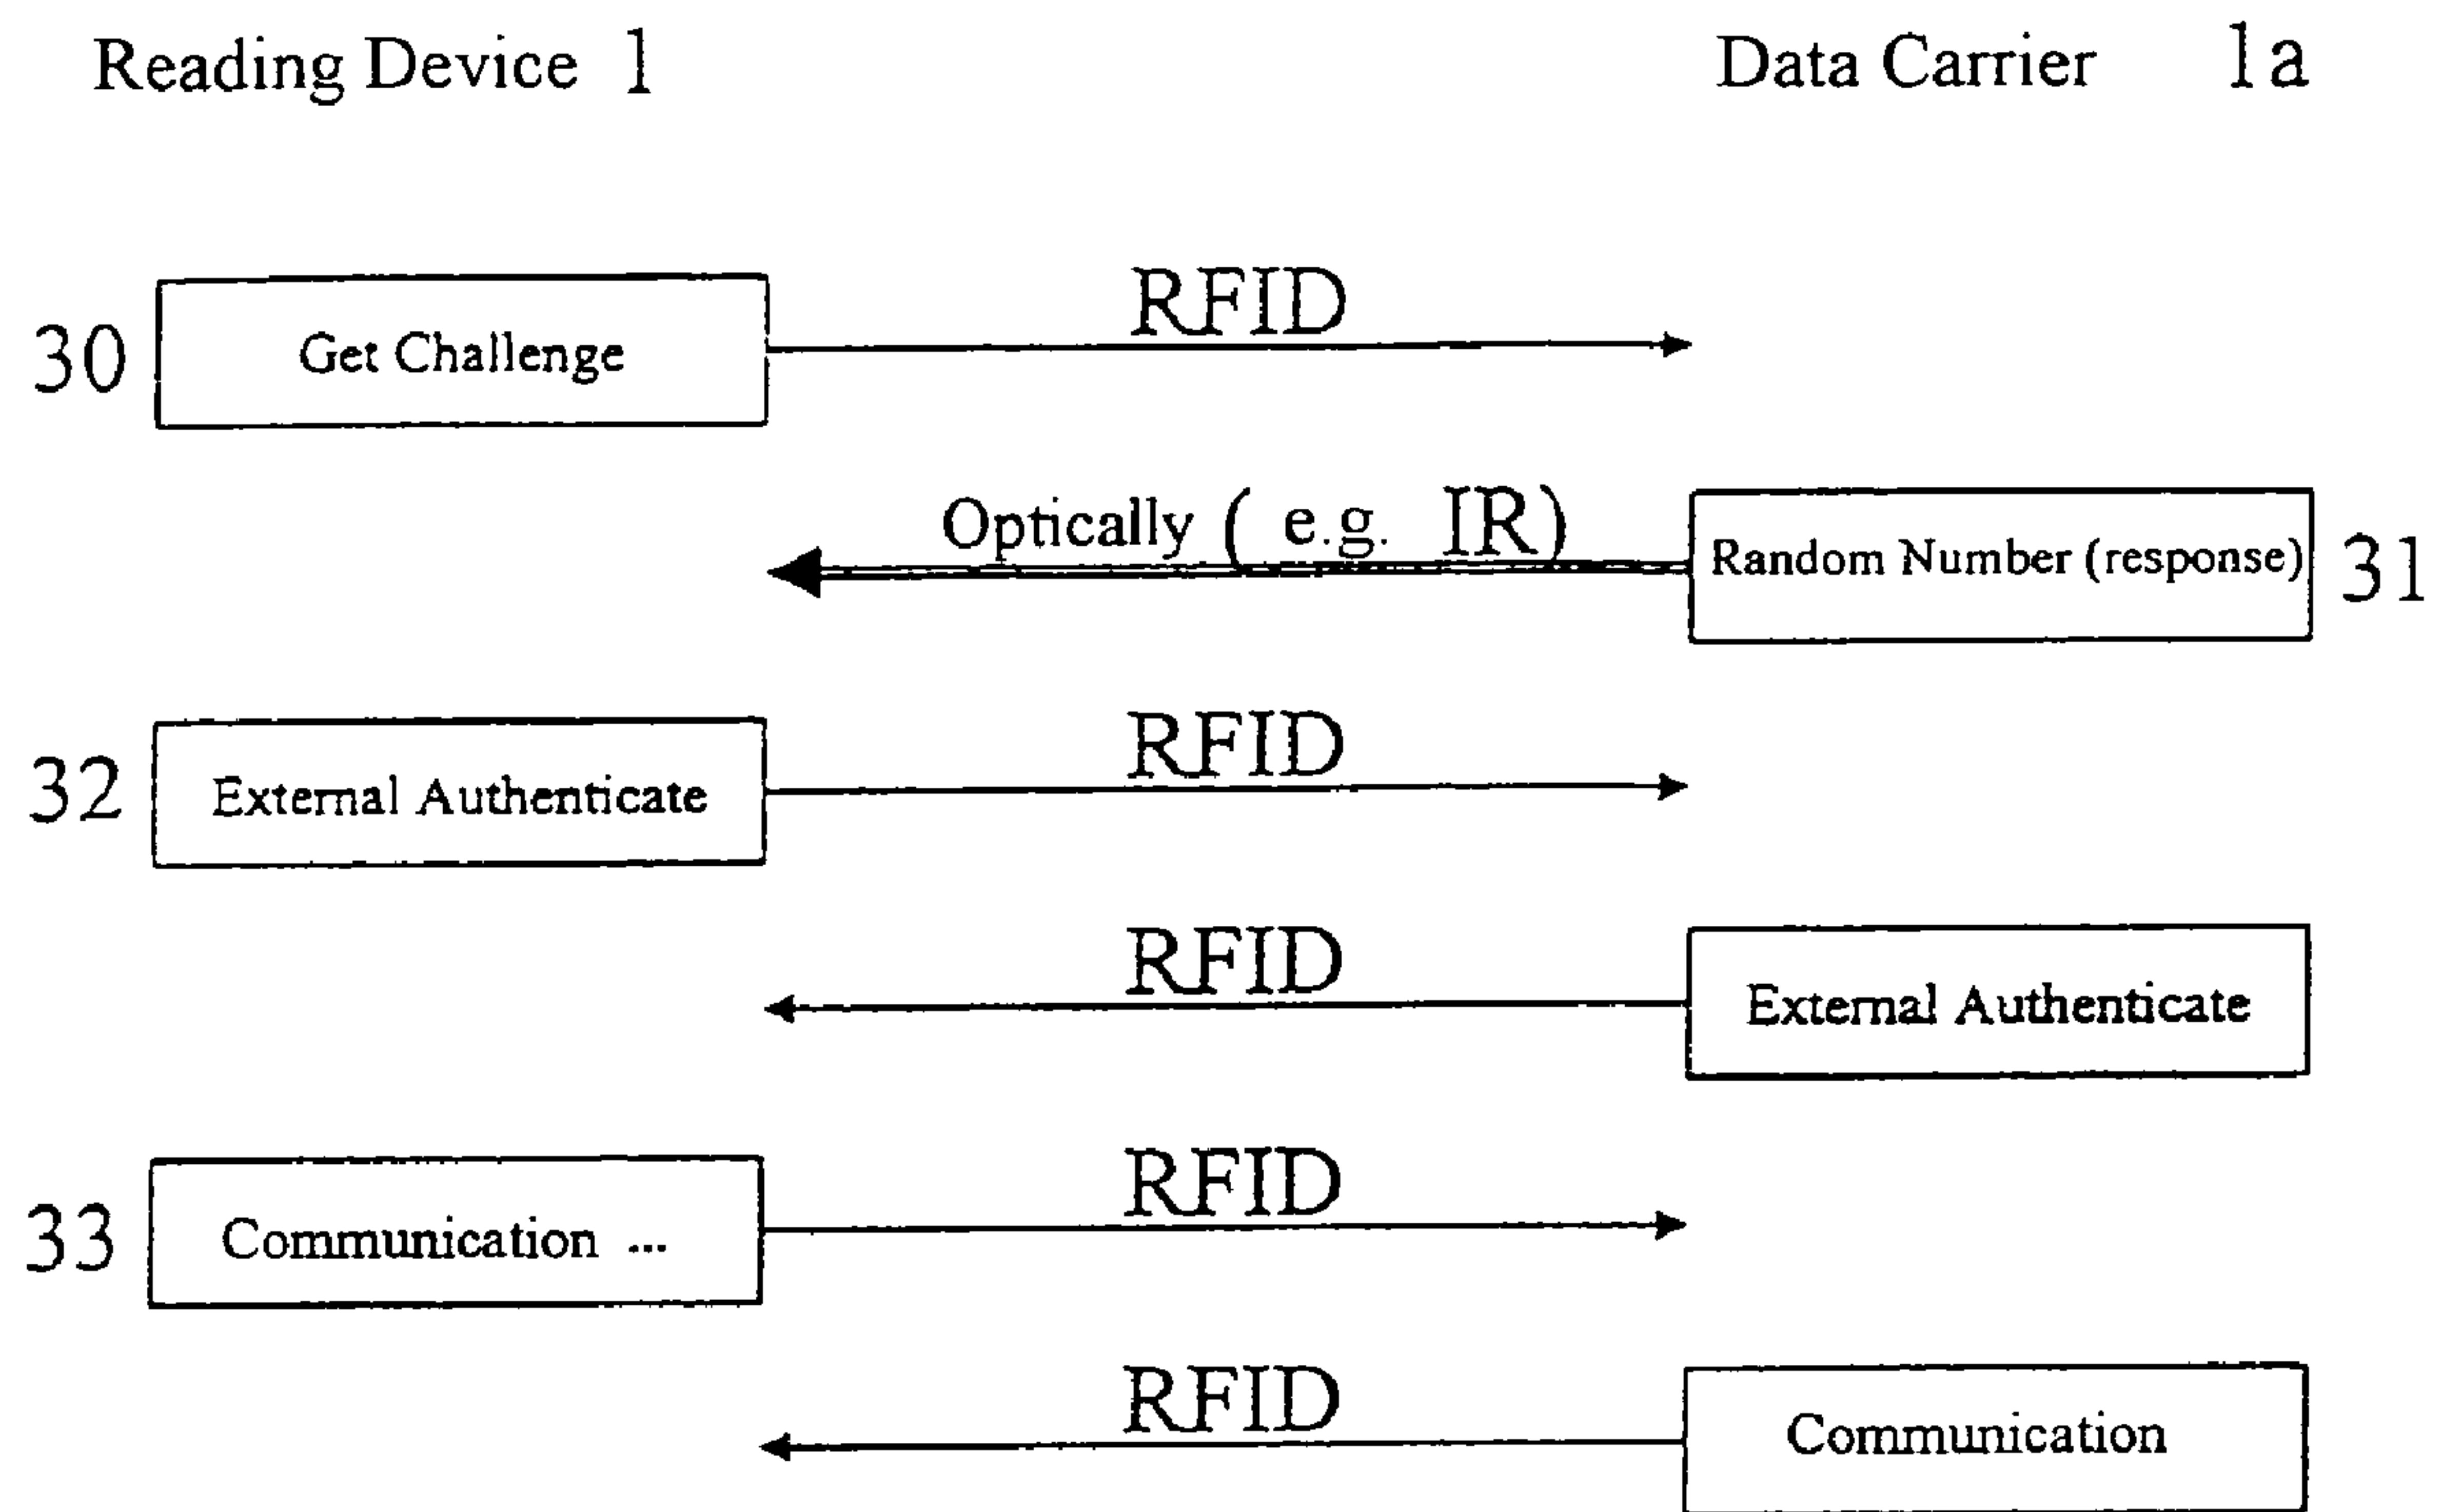 Reading Device 1 Data Carrier 1a
RFID
30 Get Challenge
Optically ( e.g. IR)
Random Number (response) 31
RFID
32 External Authenticate
RFID
External Authenticate
RFID
33 Communication ...
RFID
Communication